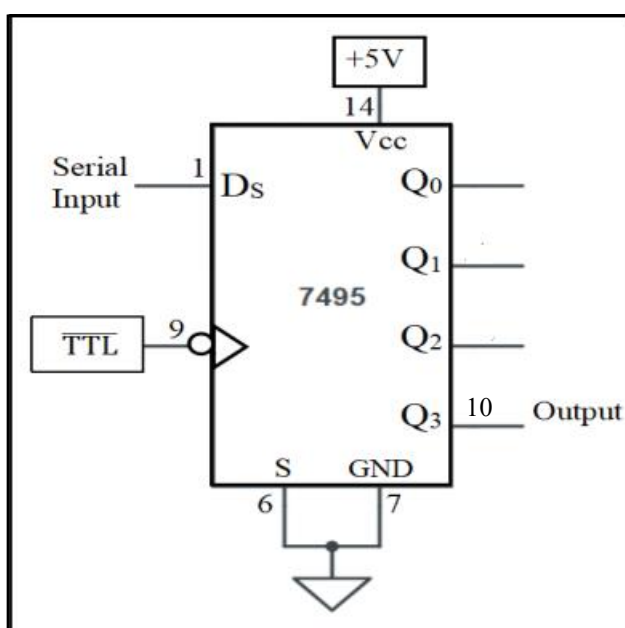 +5V
14
Vcc
Serial
Input
1
DS
Q0
Q1
7495
TTL
9
Q2
Q3
10
Output
S
GND
6
7